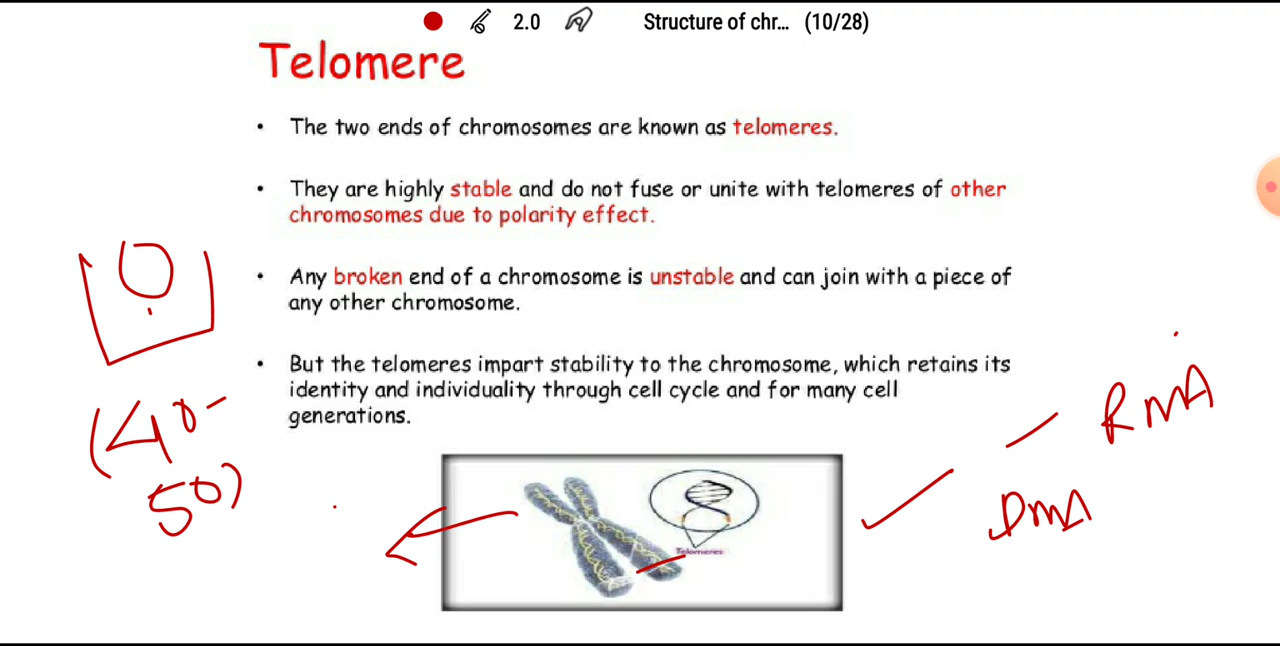 2.0 Structure of chr... (10/28)
Telomere
• The two ends of chromosomes are known as telomeres.
• They are highly stable and do not fuse or unite with telomeres of other
chromosomes due to polarity effect.
• Any broken end of a chromosome is unstable and can join with a piece of
any other chromosome.
• But the telomeres impart stability to the chromosome, which retains its
identity and individuality through cell cycle and for many cell
generations.
(40-
50)
Telomeres
- RNA
DNA